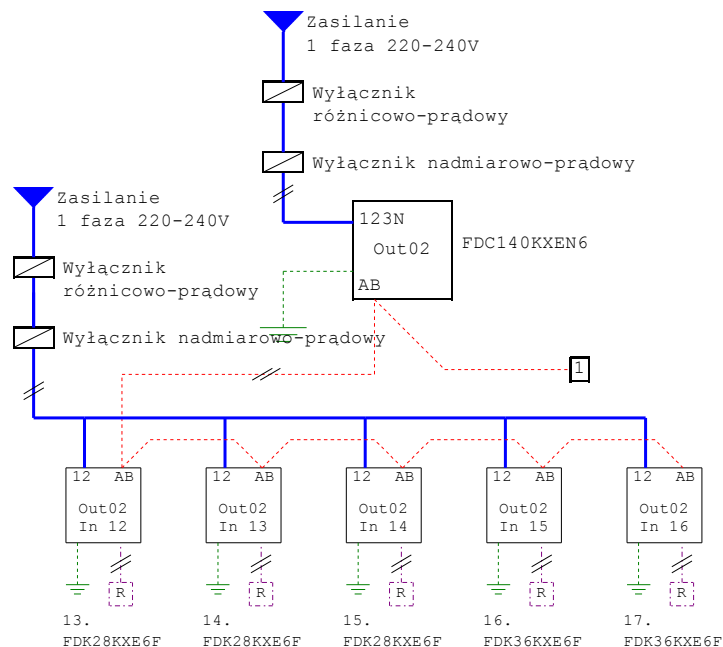 Zasilanie
1 faza 220-240V
Wyłącznik
różnicowo-prądowy
Wyłącznik nadmiarowo-prądowy
123N
Out02
AB
FDC140KXEN6
Zasilanie
1 faza 220-240V
Wyłącznik
różnicowo-prądowy
Wyłącznik nadmiarowo-prądowy
1
12 AB
Out02
In 12
R
13.
FDK28KXE6F
12 AB
Out02
In 13
R
14.
FDK28KXE6F
12 AB
Out02
In 14
R
15.
FDK28KXE6F
12 AB
Out02
In 15
R
16.
FDK36KXE6F
12 AB
Out02
In 16
R
17.
FDK36KXE6F